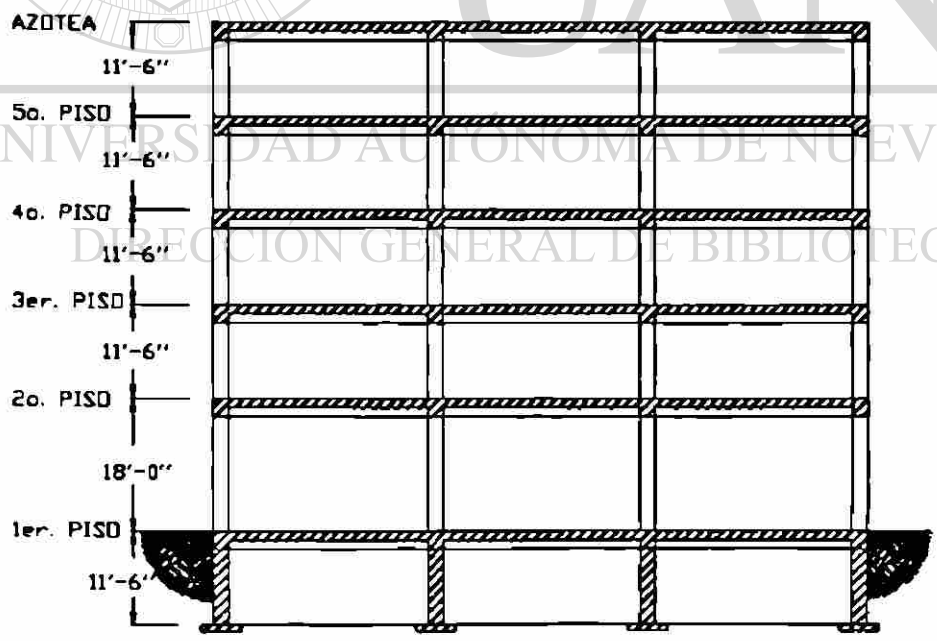 AZOTEA
11'-6"
5o. PISO
11'-6"
4o. PISO
11'-6"
3er. PISO
11'-6"
2o. PISO
18'-0"
1er. PISO
11'-6"
UAN
NIVERSIDAD AUTÓNOMA DE NUEV
DIRECCIÓN GENERAL DE BIBLIOTEC